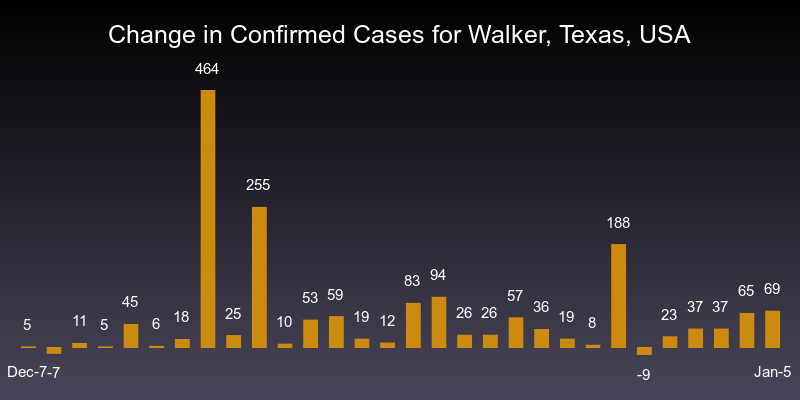 Change in Confirmed Cases for Walker, Texas, USA
464
255
188
94
83
65 69
59
53 57
45
37 37
36
25 26 26
23
18 19 19
11 10 12
5 5 6 8
Dec-7 -7 -9 Jan-5